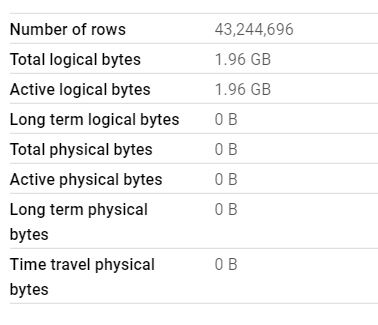 Number of rows 43,244,696
Total logical bytes 1.96 GB
Active logical bytes 1.96 GB
Long term logical bytes 0 B
Total physical bytes 0 B
Active physical bytes 0 B
Long term physical 0 B
bytes
Time travel physical 0 B
bytes